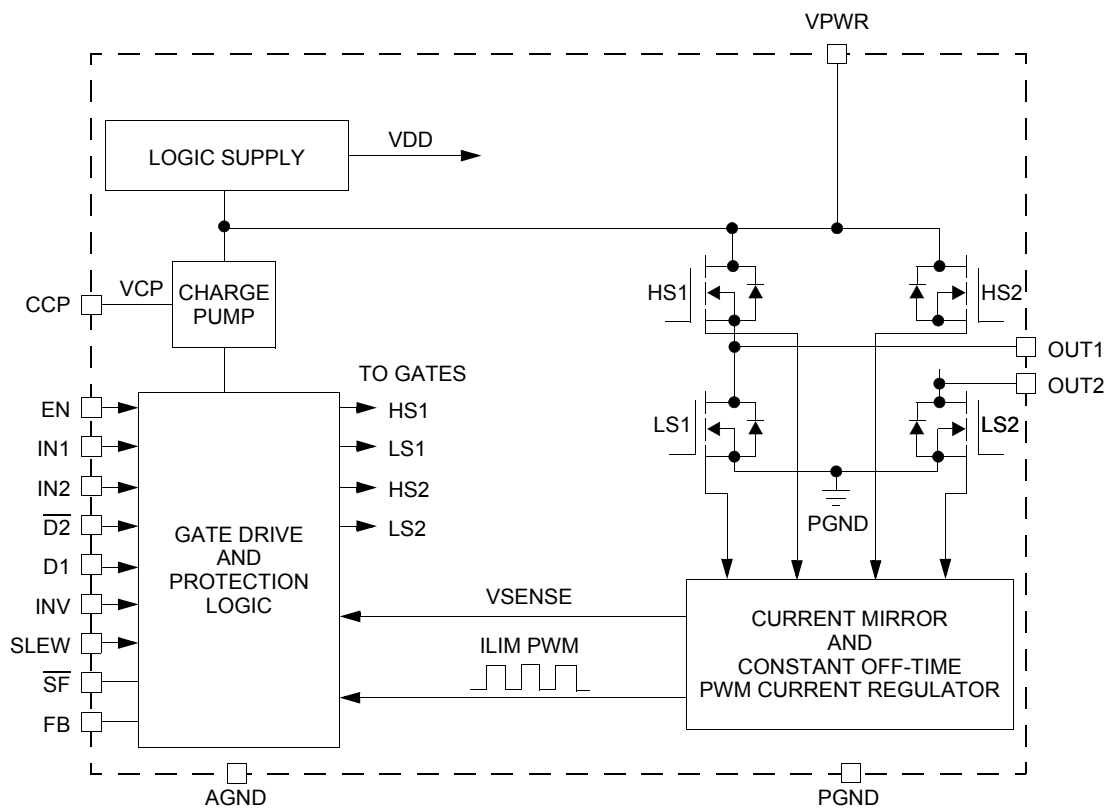 VPWR
LOGIC SUPPLY
VDD
CCP
VCP
CHARGE
PUMP
HS1
HS2
OUT1
OUT2
TO GATES
EN
IN1
IN2
D2
D1
INV
SLEW
SF
FB
HS1
LS1
HS2
LS2
GATE DRIVE
AND
PROTECTION
LOGIC
LS1
LS2
PGND
VSENSE
ILIM PWM
CURRENT MIRROR
AND
CONSTANT OFF-TIME
PWM CURRENT REGULATOR
AGND
PGND